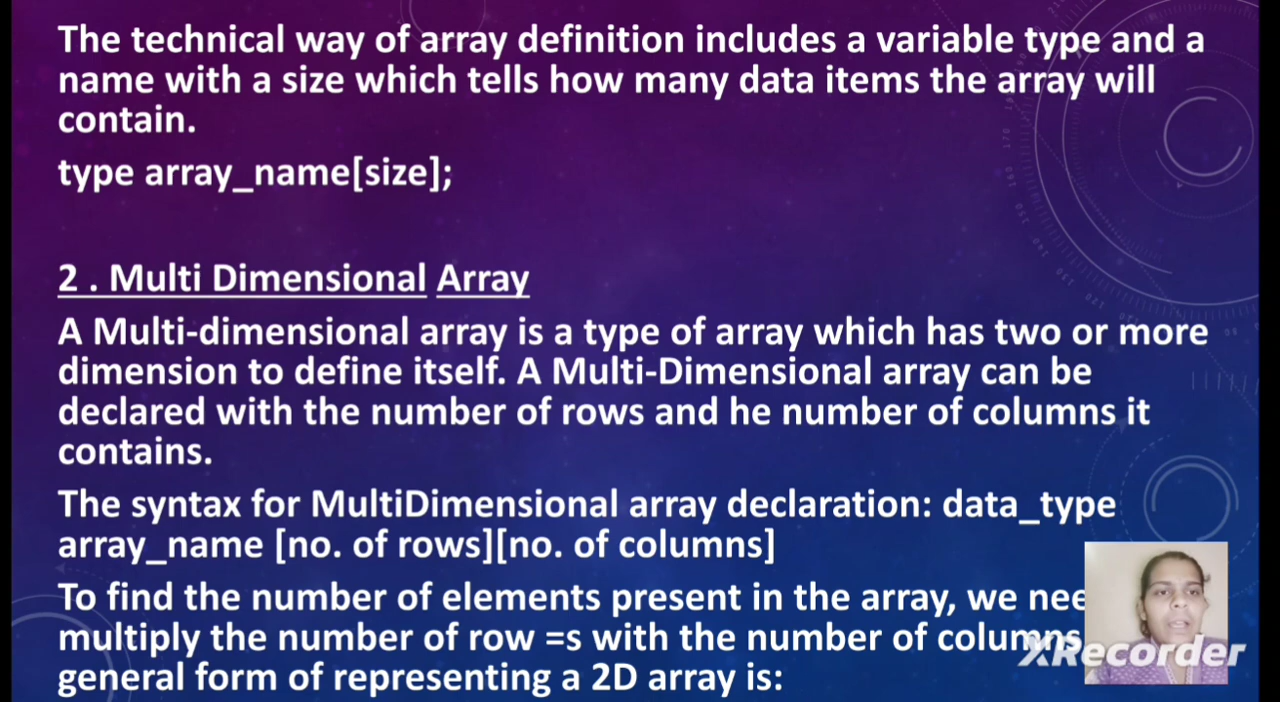 The technical way of array definition includes a variable type and a
name with a size which tells how many data items the array will
contain.
type array_name[size];
2 . Multi Dimensional Array
A Multi-dimensional array is a type of array which has two or more
dimension to define itself. A Multi-Dimensional array can be
declared with the number of rows and he number of columns it
contains.
The syntax for MultiDimensional array declaration: data_type
array_name [no. of rows][no. of columns]
To find the number of elements present in the array, we nee
multiply the number of row =s with the number of columns
general form of representing a 2D array is:
XRecorder